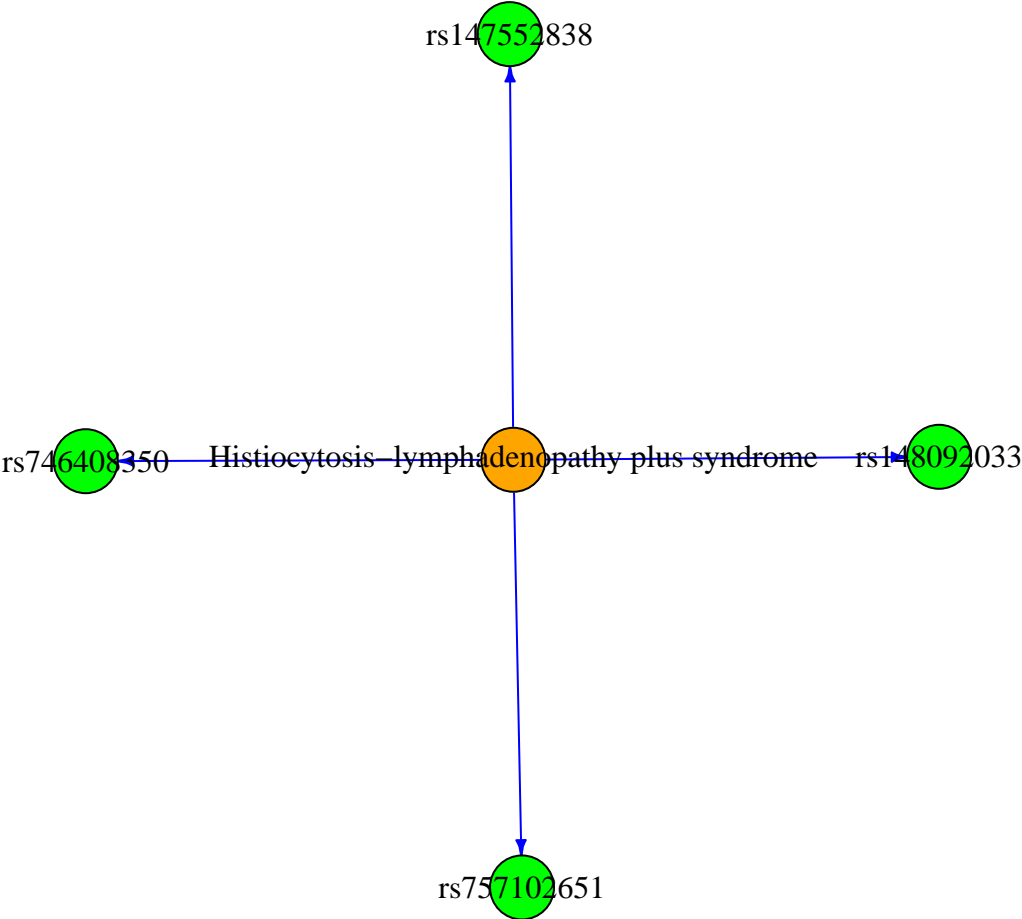 rs147552838
rs746408350
Histiocytosis−lymphadenopathy plus syndrome
rs148092033
rs757102651